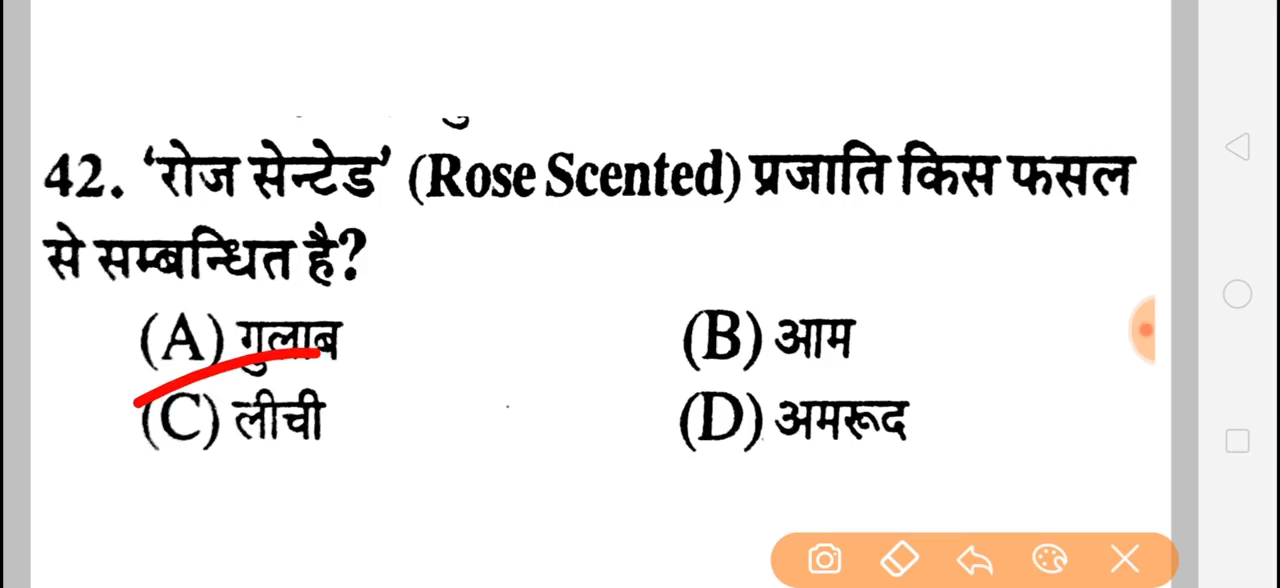 42. ‘रोज सेन्टेड’ (Rose Scented) प्रजाति किस फसल
से सम्बन्धित है?
(A) गुलाब (B) आम
(C) लीची (D) अमरूद